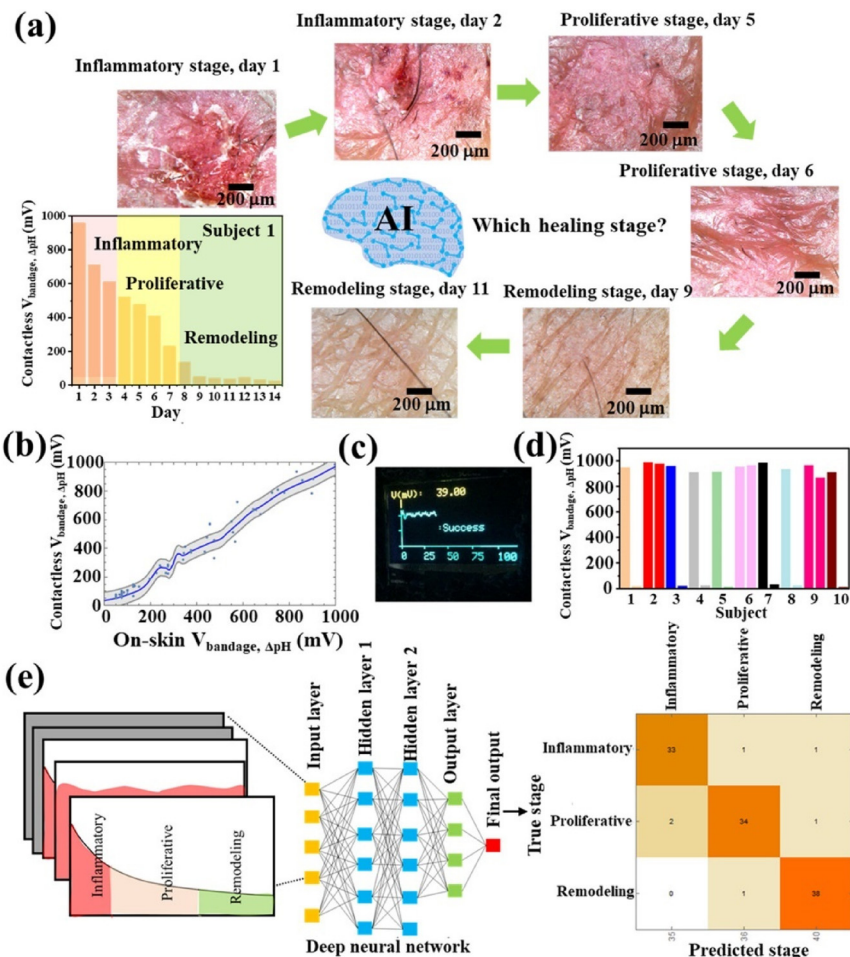 (a)
Inflammatory stage, day 1
Inflammatory stage, day 2
Proliferative stage, day 5
200 µm
200 µm
200 µm
Proliferative stage, day 6
200 µm
AI
Which healing stage?
Remodeling stage, day 11
Remodeling stage, day 9
200 µm
200 µm
Contactless V bandage, ΔpH (mV)
1000
800
600
400
200
0
Subject 1
Inflammatory
Proliferative
Remodeling
1 2 3 4 5 6 7 8 9 10 11 12 13 14
Day
(b)
Contactless V bandage, ΔpH (mV)
1000
800
600
400
200
0
0 200 400 600 800 1000
On-skin V bandage, ΔpH (mV)
(c)
V(mV): 39.00
:Success
0 25 50 75 100
(d)
Contactless V bandage, ΔpH (mV)
1000
800
600
400
200
0
1 2 3 4 5 6 7 8 9 10
Subject
(e)
Inflammatory
Proliferative
Remodeling
Input layer
Hidden layer 1
Hidden layer 2
Output layer
Final output
Deep neural network
True stage
Inflammatory
Proliferative
Remodeling
Inflammatory 33 1 1
Proliferative 2 34 1
Remodeling 0 1 38
35 36 40
Predicted stage